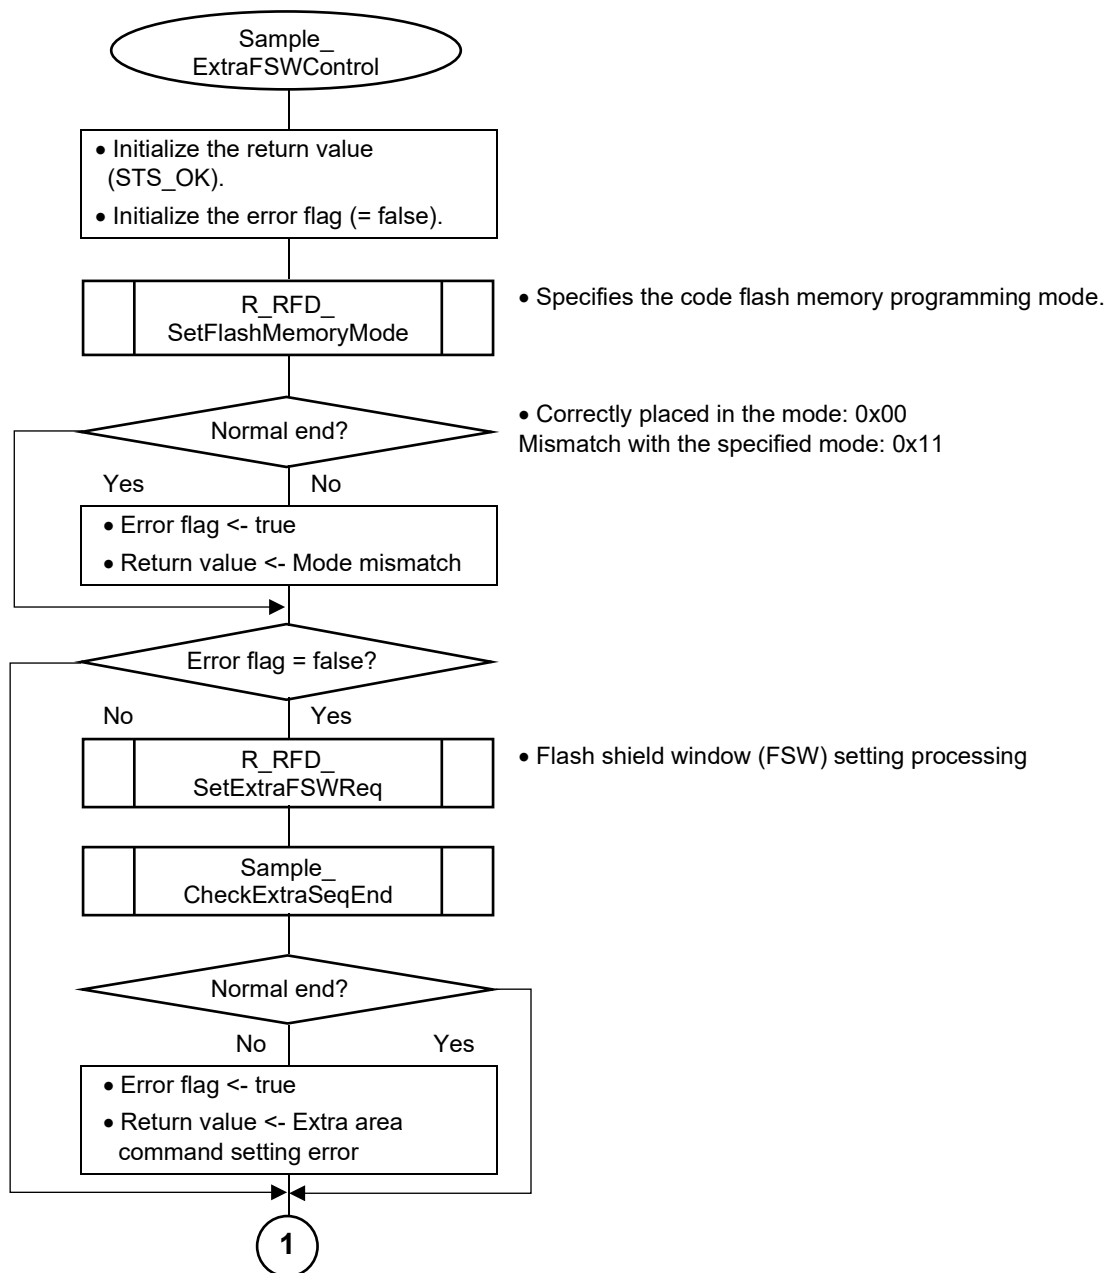 Sample_
ExtraFSWControl
• Initialize the return value
(STS_OK).
• Initialize the error flag (= false).
R_RFD_
SetFlashMemoryMode
• Specifies the code flash memory programming mode.
Normal end?
• Correctly placed in the mode: 0x00
Mismatch with the specified mode: 0x11
Yes
No
• Error flag <- true
• Return value <- Mode mismatch
Error flag = false?
No
Yes
R_RFD_
SetExtraFSWReq
• Flash shield window (FSW) setting processing
Sample_
CheckExtraSeqEnd
Normal end?
No
Yes
• Error flag <- true
• Return value <- Extra area
command setting error
1